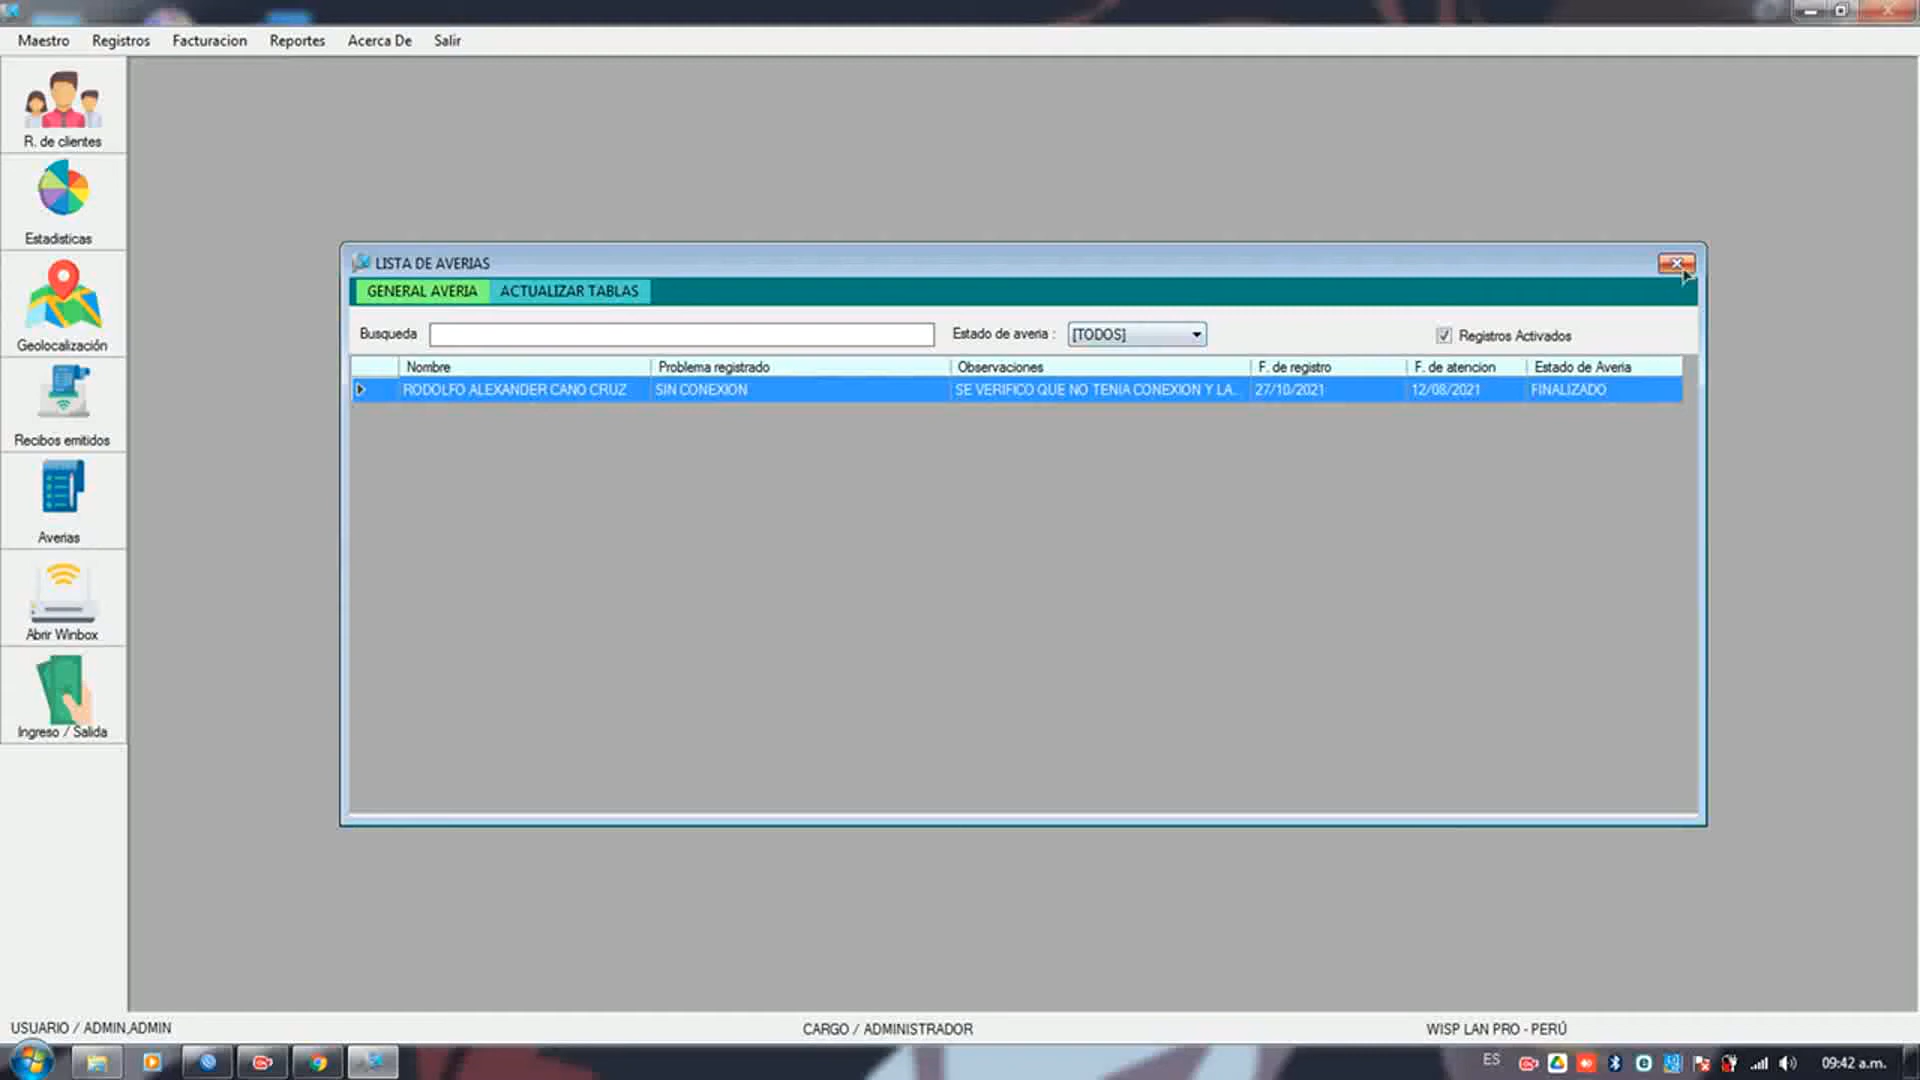 Maestro Registros Facturacion Reportes Acerca De Salir
R. de clientes
Estadisticas
Geolocalización
Recibos emitidos
Averias
Abrir Winbox
Ingreso / Salida
LISTA DE AVERIAS
GENERAL AVERIA ACTUALIZAR TABLAS
Busqueda Estado de averia : [TODOS] Registros Activados
Nombre Problema registrado Observaciones F. de registro F. de atencion Estado de Averia
RODOLFO ALEXANDER CANO CRUZ SIN CONEXION SE VERIFICO QUE NO TENIA CONEXION Y LA... 27/10/2021 12/08/2021 FINALIZADO
USUARIO / ADMIN,ADMIN CARGO / ADMINISTRADOR WISP LAN PRO - PERÚ
ES 09:42 a.m.